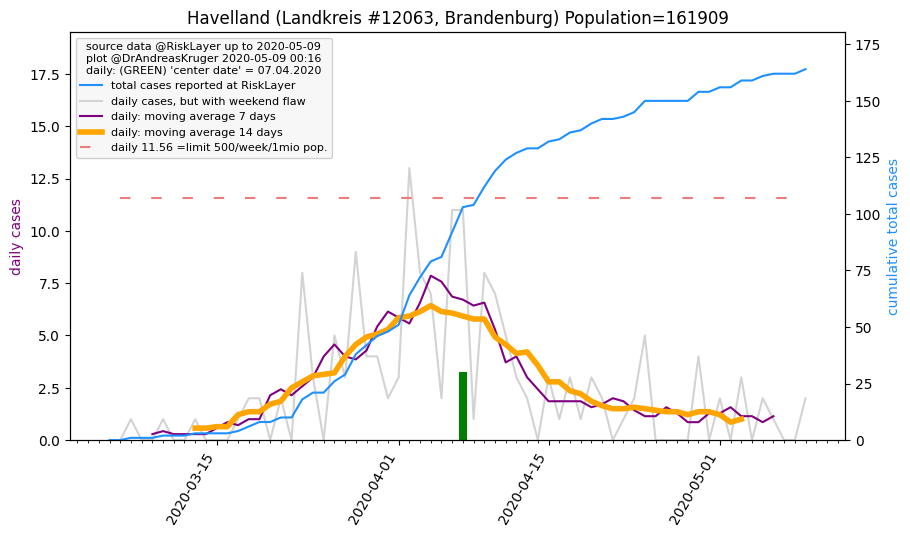 Havelland (Landkreis #12063, Brandenburg) Population=161909
source data @RiskLayer up to 2020-05-09
plot @DrAndreasKruger 2020-05-09 00:16
daily: (GREEN) 'center date' = 07.04.2020
total cases reported at RiskLayer
daily cases, but with weekend flaw
daily: moving average 7 days
daily: moving average 14 days
daily 11.56 =limit 500/week/1mio pop.
daily cases
17.5
15.0
12.5
10.0
7.5
5.0
2.5
0.0
175
150
125
100
75
50
25
0
cumulative total cases
2020-03-15
2020-04-01
2020-04-15
2020-05-01